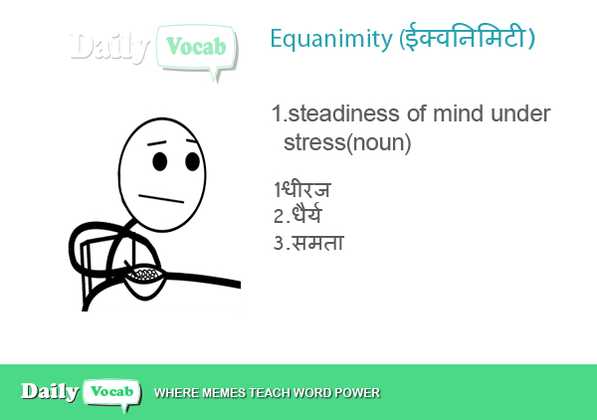 Daily Vocab
Equanimity (ईक्वनिमिटी)
1.steadiness of mind under
stress(noun)
1धीरज
2.धैर्य
3.समता
Daily Vocab WHERE MEMES TEACH WORD POWER